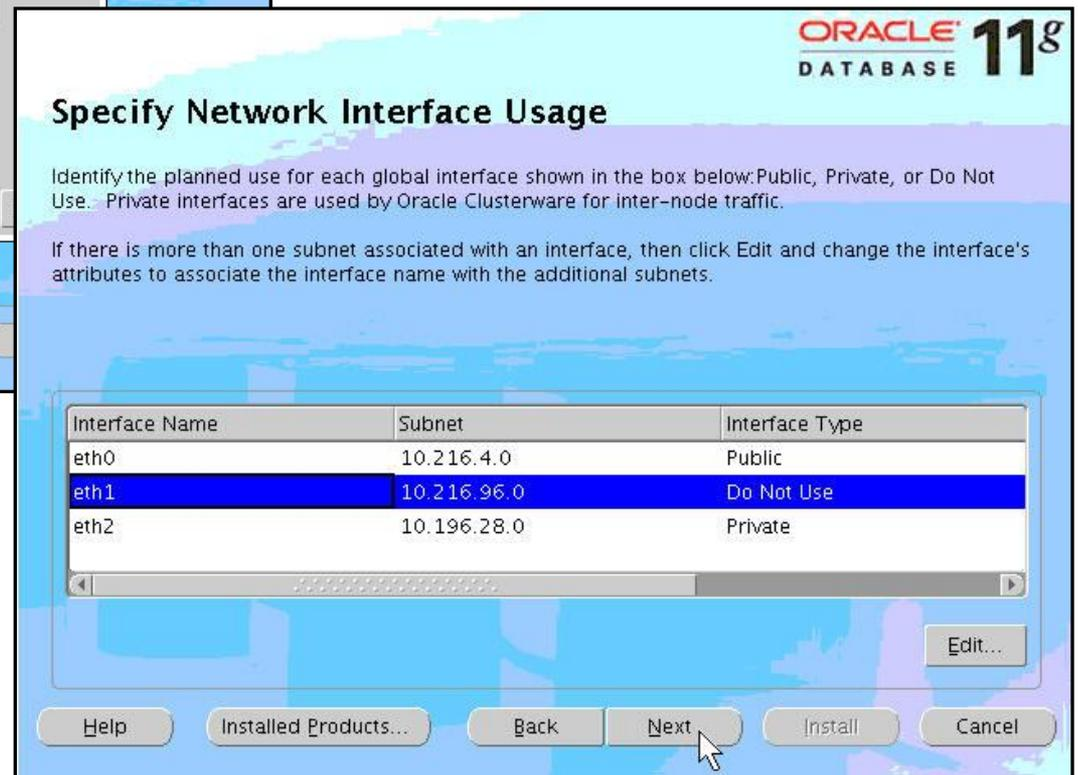 ORACLE 11g
DATABASE
Specify Network Interface Usage
Identify the planned use for each global interface shown in the box below:Public, Private, or Do Not
Use. Private interfaces are used by Oracle Clusterware for inter-node traffic.
If there is more than one subnet associated with an interface, then click Edit and change the interface's
attributes to associate the interface name with the additional subnets.
Interface Name Subnet Interface Type
eth0 10.216.4.0 Public
eth1 10.216.96.0 Do Not Use
eth2 10.196.28.0 Private
Edit...
Help Installed Products... Back Next Install Cancel